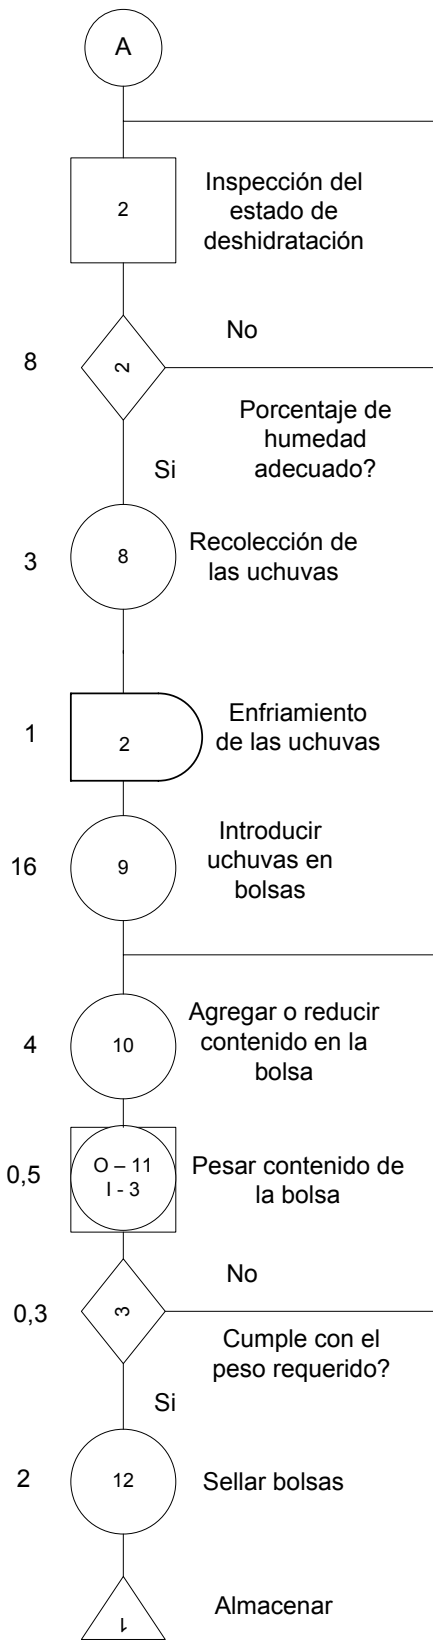 A
2
Inspección del
estado de
deshidratación
No
8
2
Porcentaje de
humedad
adecuado?
Si
3
8
Recolección de
las uchuvas
1
2
Enfriamiento
de las uchuvas
16
9
Introducir
uchuvas en
bolsas
4
10
Agregar o reducir
contenido en la
bolsa
0,5
O – 11
I - 3
Pesar contenido de
la bolsa
No
0,3
3
Cumple con el
peso requerido?
Si
2
12
Sellar bolsas
1
Almacenar